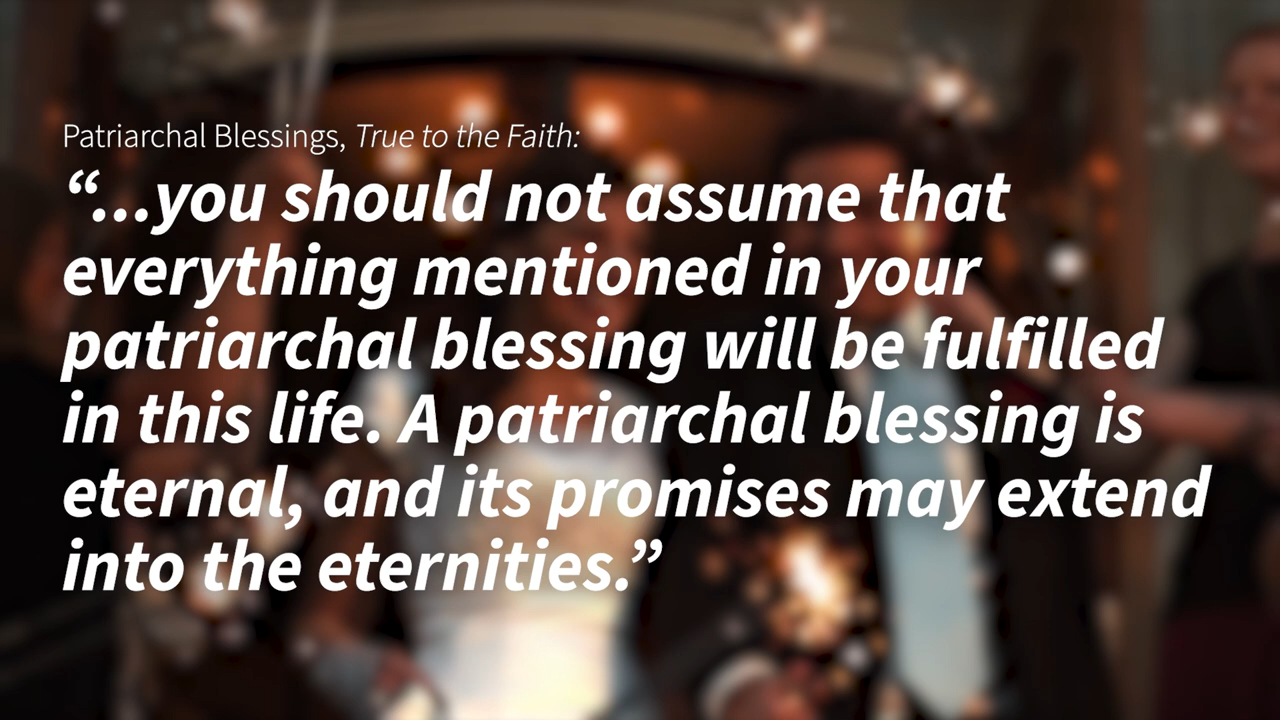 Patriarchal Blessings, True to the Faith:
“...you should not assume that
everything mentioned in your
patriarchal blessing will be fulfilled
in this life. A patriarchal blessing is
eternal, and its promises may extend
into the eternities.”